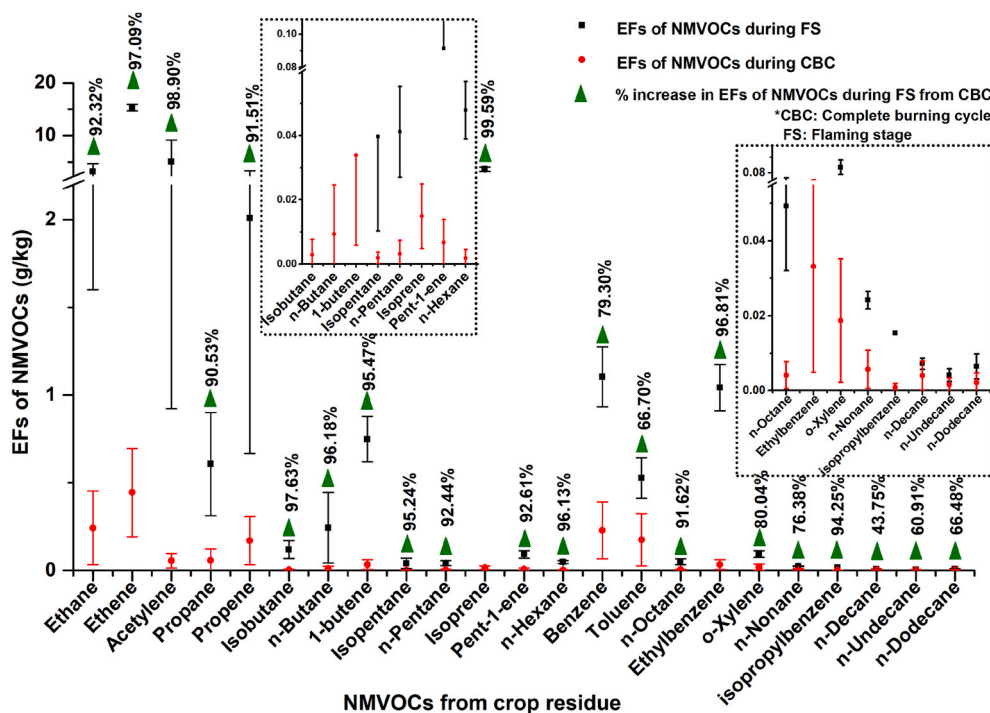 EFs of NMVOCs during FS
EFs of NMVOCs during CBC
% increase in EFs of NMVOCs during FS from CBC
*CBC: Complete burning cycle
FS: Flaming stage
EFs of NMVOCs (g/kg)
20
10
2
1
0
92.32%
97.09%
98.90%
90.53%
91.51%
97.63%
96.18%
95.47%
95.24%
92.44%
99.59%
92.61%
96.13%
79.30%
66.70%
91.62%
96.81%
80.04%
76.38%
94.25%
43.75%
60.91%
66.48%
0.10
0.08
0.04
0.02
0.00
Isobutane
n-Butane
1-butene
Isopentane
n-Pentane
Isoprene
Pent-1-ene
n-Hexane
0.08
0.04
0.02
0.00
n-Octane
Ethylbenzene
o-Xylene
n-Nonane
isopropylbenzene
n-Decane
n-Undecane
n-Dodecane
Ethane
Ethene
Acetylene
Propane
Propene
Isobutane
n-Butane
1-butene
Isopentane
n-Pentane
Isoprene
Pent-1-ene
n-Hexane
Benzene
Toluene
n-Octane
Ethylbenzene
o-Xylene
n-Nonane
isopropylbenzene
n-Decane
n-Undecane
n-Dodecane
NMVOCs from crop residue